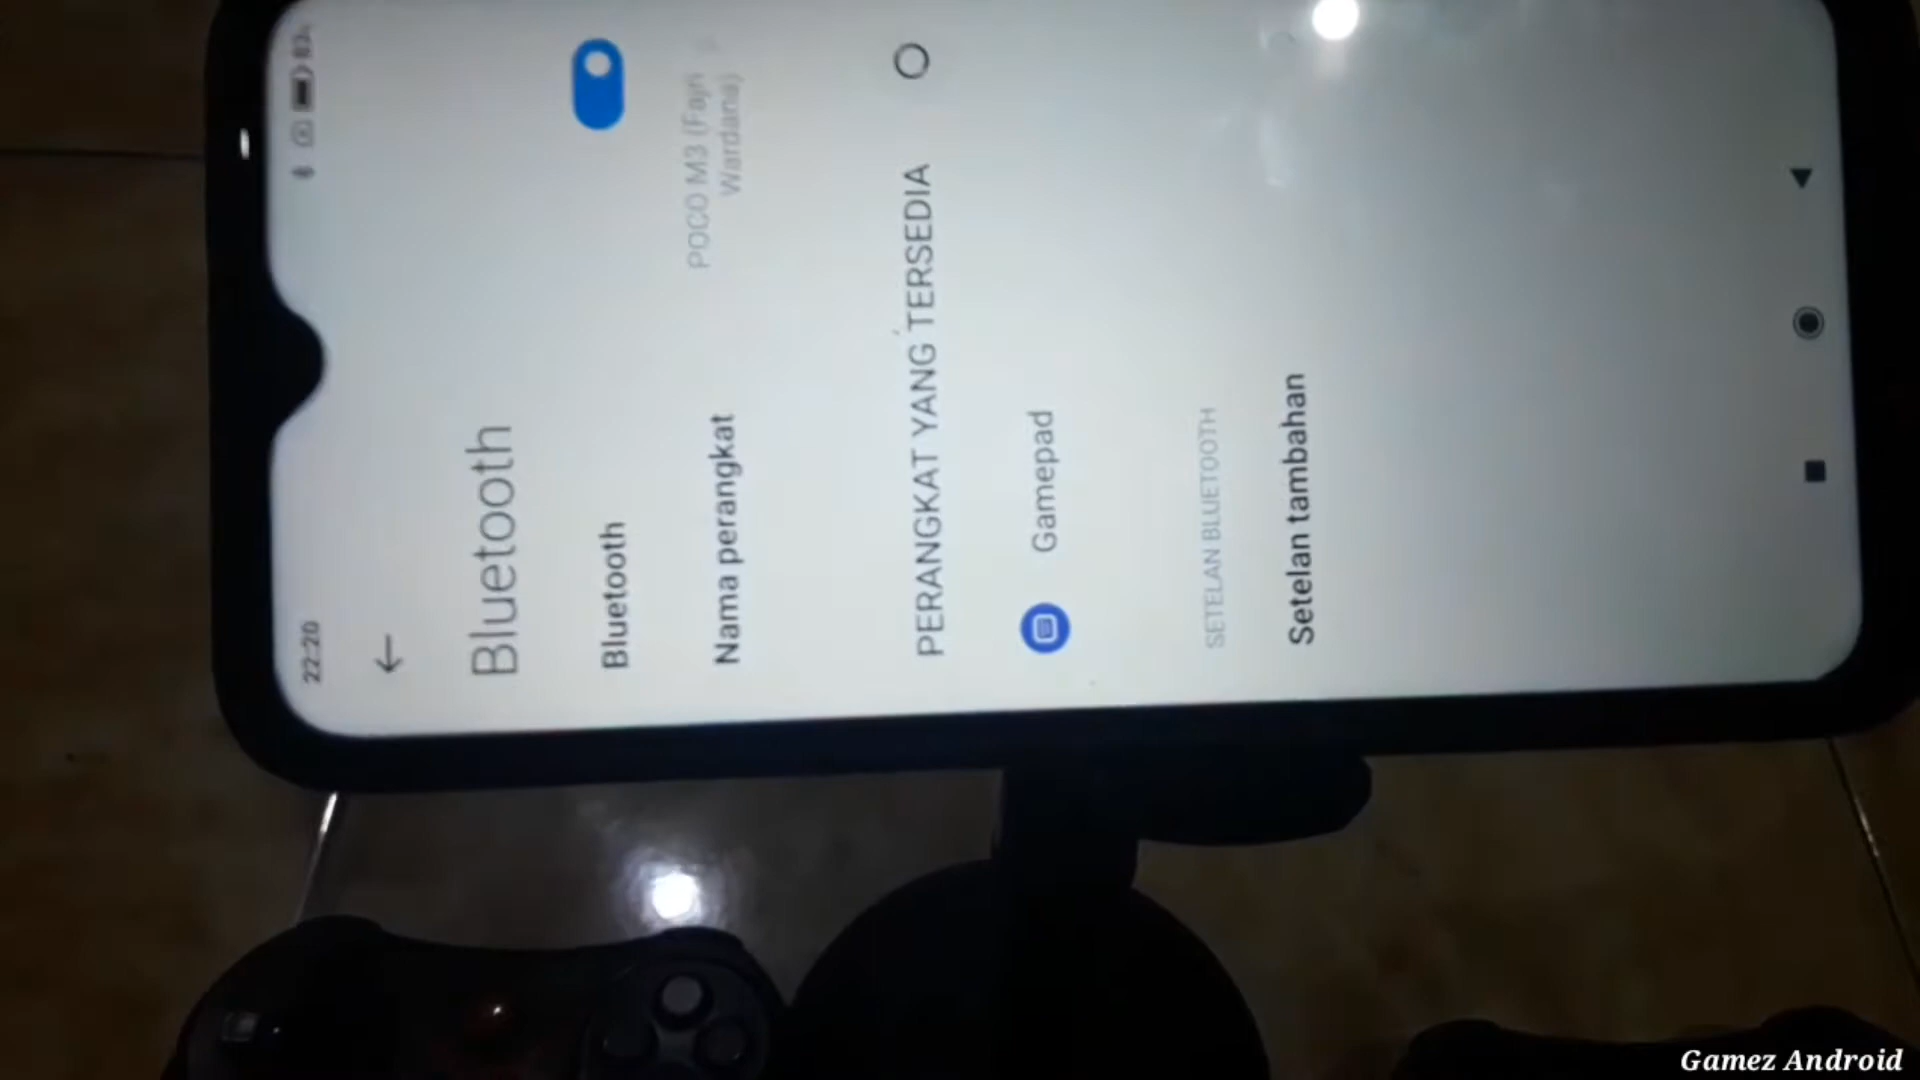 22:20
Bluetooth
Bluetooth
Nama perangkat
POCO M3 (Fajri
Wardana)
PERANGKAT YANG TERSEDIA
Gamepad
SETELAN BLUETOOTH
Setelan tambahan
Gamez Android